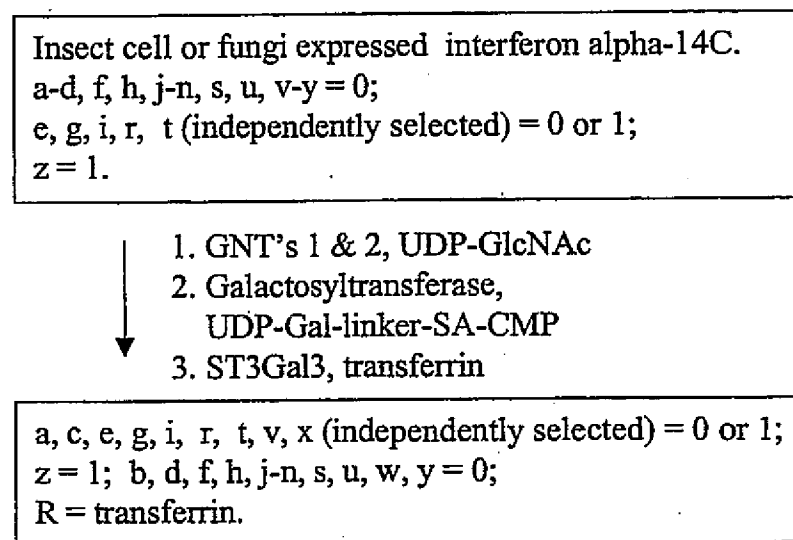 Insect cell or fungi expressed interferon alpha-14C.
a-d, f, h, j-n, s, u, v-y = 0;
e, g, i, r, t (independently selected) = 0 or 1;
z = 1.
1. GNT's 1 & 2, UDP-GlcNAc
2. Galactosyltransferase,
UDP-Gal-linker-SA-CMP
3. ST3Gal3, transferrin
a, c, e, g, i, r, t, v, x (independently selected) = 0 or 1;
z = 1; b, d, f, h, j-n, s, u, w, y = 0;
R = transferrin.